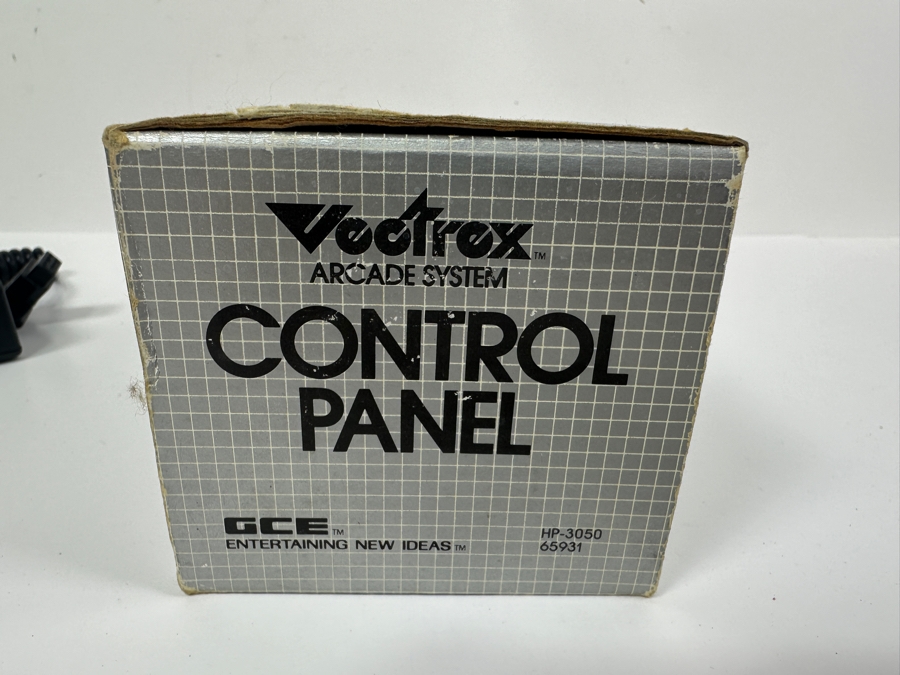 Vectrex™
ARCADE SYSTEM
CONTROL
PANEL
GCE™
ENTERTAINING NEW IDEAS™
HP-3050
65931